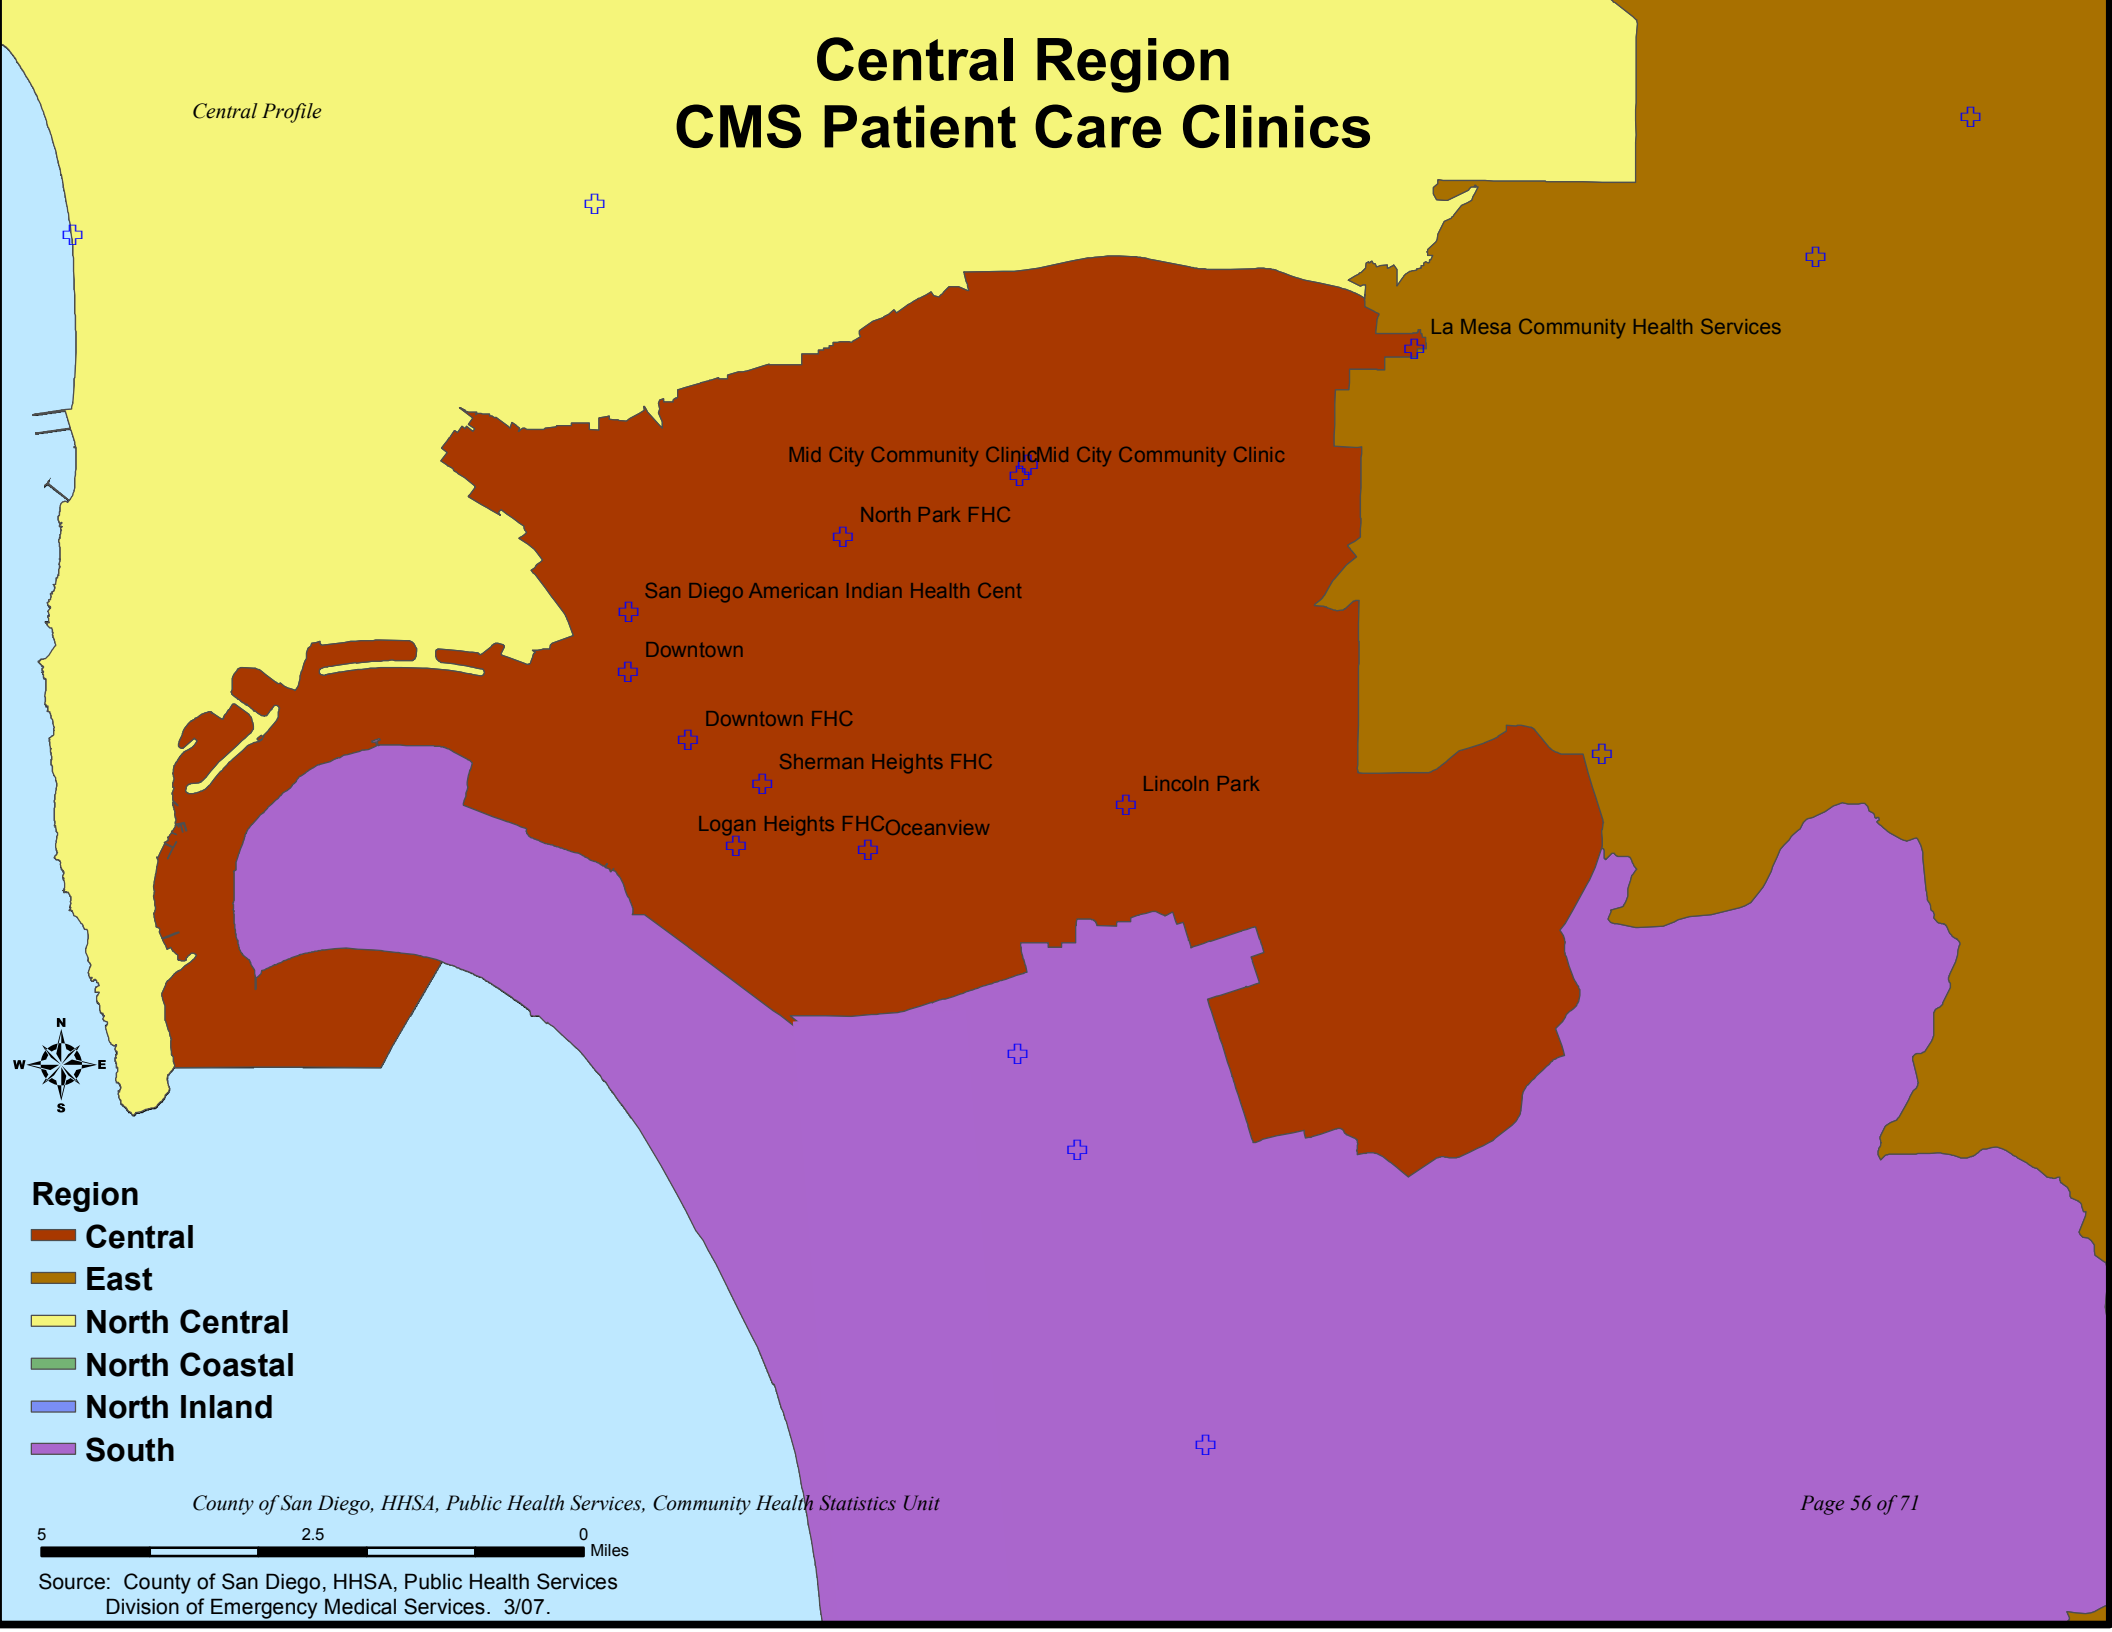 Central Region
CMS Patient Care Clinics
Central Profile
La Mesa Community Health Services
Mid City Community Clinic
Mid City Community Clinic
North Park FHC
San Diego American Indian Health Cent
Downtown
Downtown FHC
Sherman Heights FHC
Lincoln Park
Logan Heights FHC
Oceanview
N
W
E
S
Region
Central
East
North Central
North Coastal
North Inland
South
County of San Diego, HHSA, Public Health Services, Community Health Statistics Unit
Page 56 of 71
5 2.5 0
Miles
Source: County of San Diego, HHSA, Public Health Services
Division of Emergency Medical Services. 3/07.